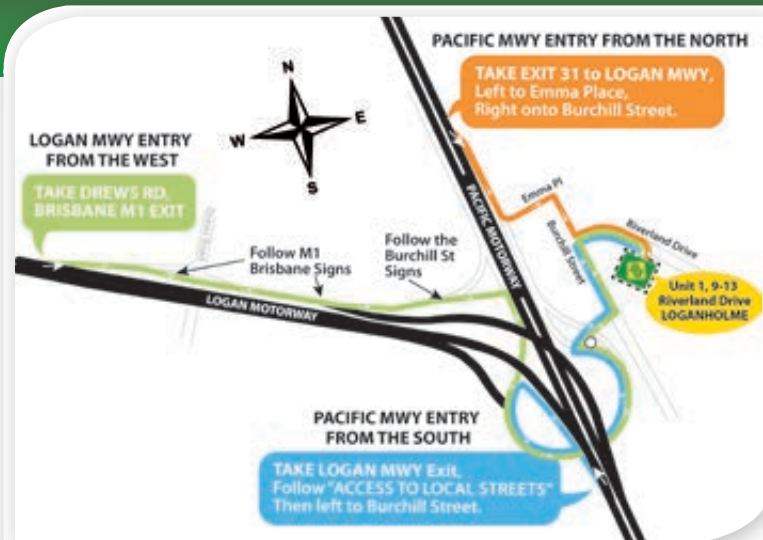 PACIFIC MWY ENTRY FROM THE NORTH
TAKE EXIT 31 to LOGAN MWY,
Left to Emma Place,
Right onto Burchill Street.
N
W
E
S
LOGAN MWY ENTRY
FROM THE WEST
TAKE DREWS RD,
BRISBANE M1 EXIT
Follow M1
Brisbane Signs
Follow the
Burchill St
Signs
PACIFIC MOTORWAY
Emma Pl
Burchill Street
Riverland Drive
Unit 1, 9-13
Riverland Drive
LOGANHOLME
LOGAN MOTORWAY
PACIFIC MWY ENTRY
FROM THE SOUTH
TAKE LOGAN MWY Exit,
Follow "ACCESS TO LOCAL STREETS"
Then left to Burchill Street.